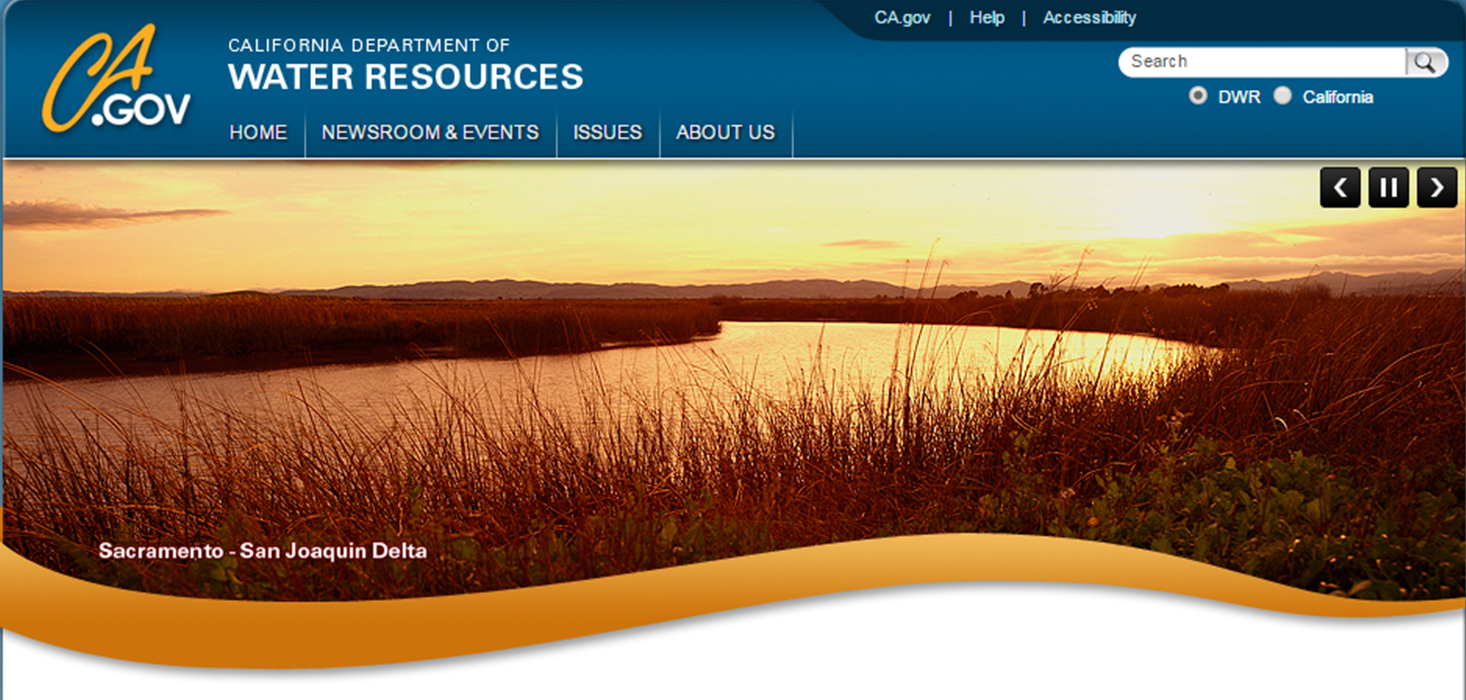 CA.gov | Help | Accessibility
CA
.GOV
CALIFORNIA DEPARTMENT OF
WATER RESOURCES
Search
DWR California
HOME NEWSROOM & EVENTS ISSUES ABOUT US
Sacramento - San Joaquin Delta